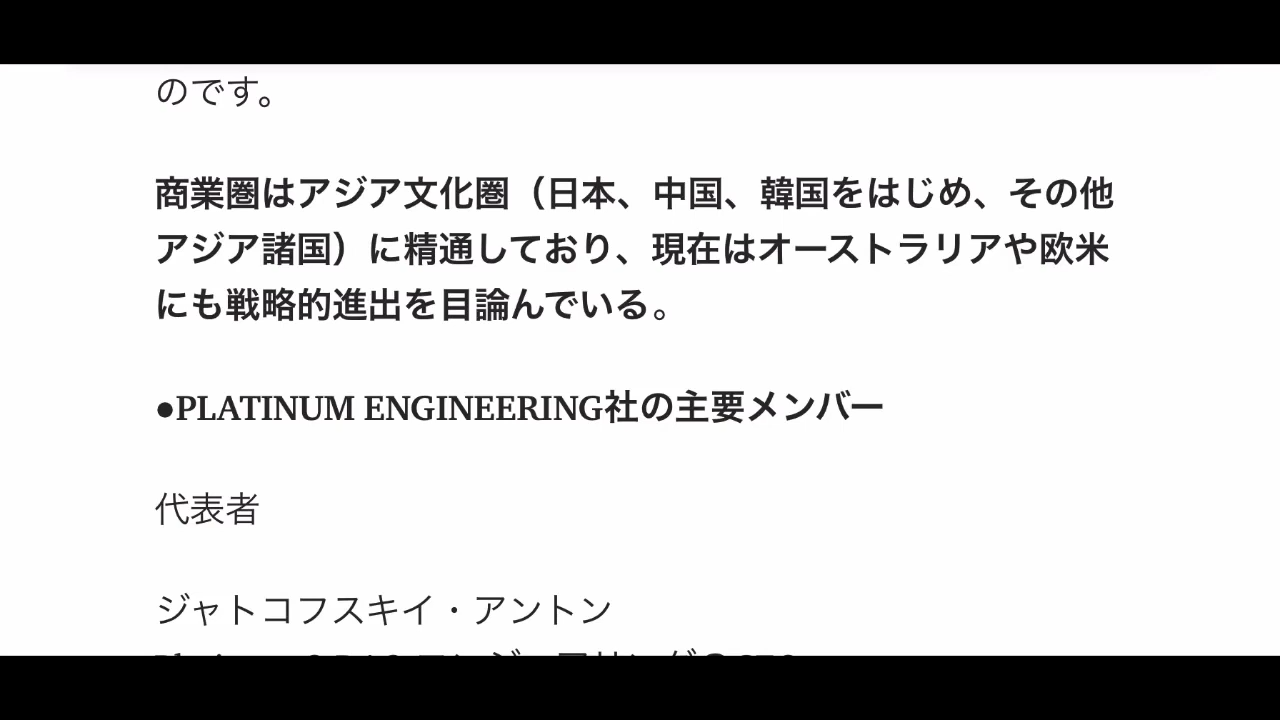 のです。
商業圏はアジア文化圏（日本、中国、韓国をはじめ、その他
アジア諸国）に精通しており、現在はオーストラリアや欧米
にも戦略的進出を目論んでいる。
●PLATINUM ENGINEERING社の主要メンバー
代表者
ジャトコフスキイ・アントン